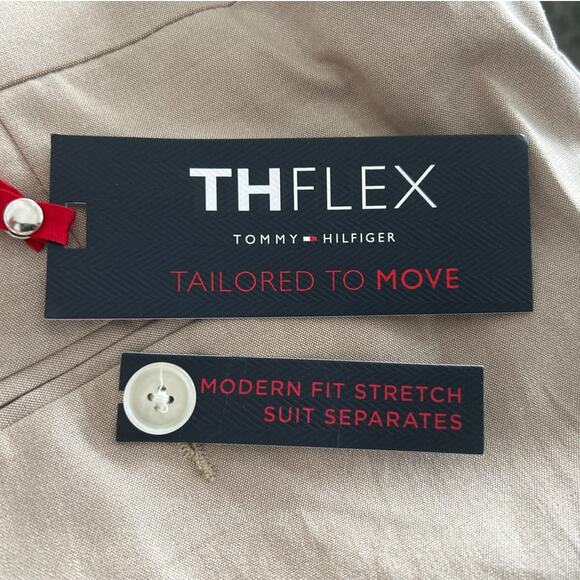 THFLEX
TOMMY HILFIGER
TAILORED TO MOVE
MODERN FIT STRETCH
SUIT SEPARATES